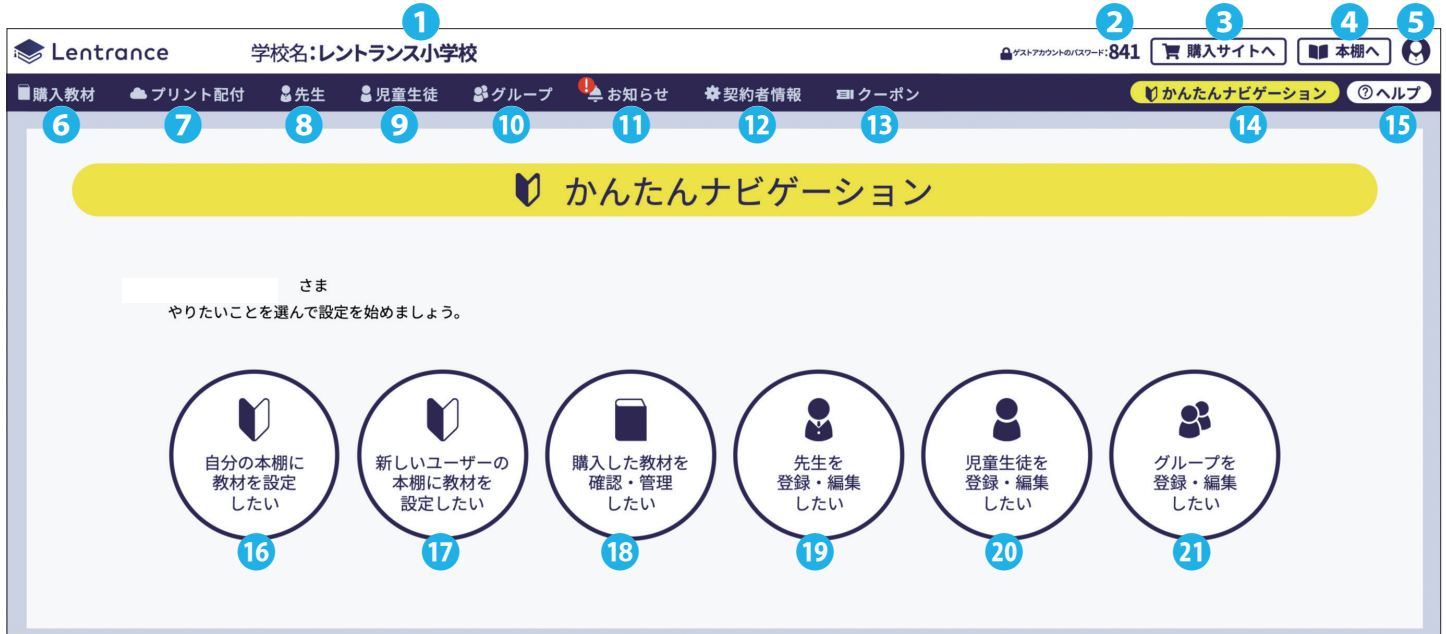 1 2 3 4 5
Lentrance 学校名：レントランス小学校 ゲストアカウントのパスワード：841 購入サイトへ 本棚へ
購入教材 プリント配付 先生 児童生徒 グループ お知らせ 契約者情報 クーポン かんたんナビゲーション ヘルプ
6 7 8 9 10 11 12 13 14 15
かんたんナビゲーション
さま
やりたいことを選んで設定を始めましょう。
自分の本棚に
教材を設定
したい
16
新しいユーザーの
本棚に教材を
設定したい
17
購入した教材を
確認・管理
したい
18
先生を
登録・編集
したい
19
児童生徒を
登録・編集
したい
20
グループを
登録・編集
したい
21